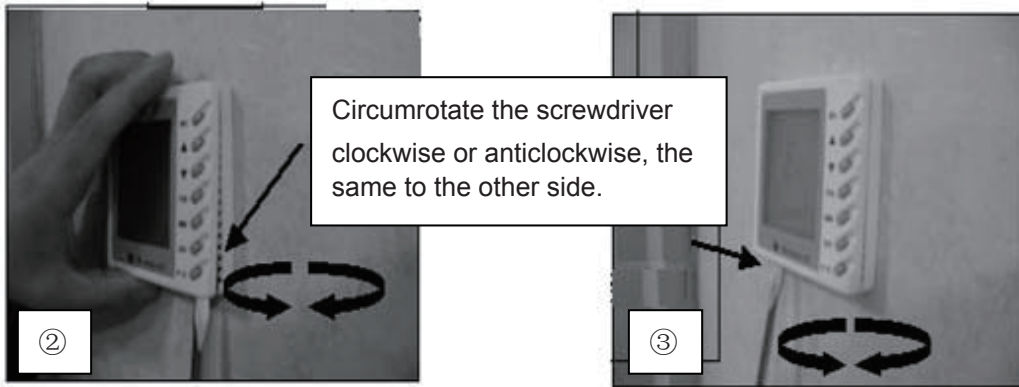 Circumrotate the screwdriver
clockwise or anticlockwise, the
same to the other side.
②
③